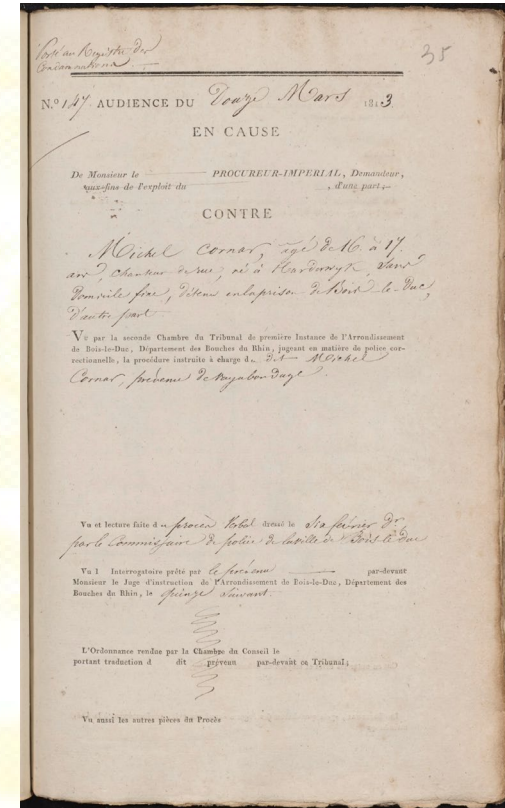 Porté au Registre des
Condamnations
35
N.º 147. AUDIENCE DU Douze Mars 1813.
EN CAUSE
De Monsieur le PROCUREUR-IMPERIAL, Demandeur,
aux fins de l'exploit du , d'une part,
CONTRE
Michel Cornar, agé de 16. à 17.
ans, chanteur de rue, né à Harderwyk, Sans
domicile fixe, détenu en la prison de Bois-le-Duc,
d'autre part
Vu par la seconde Chambre du Tribunal de première Instance de l'Arrondissement
de Bois-le-Duc, Département des Bouches du Rhin, jugeant en matière de police cor-
rectionnelle, la procédure instruite à charge du dit Michel
Cornar, prévenu de Vagabondage.
Vu et lecture faite du procès Verbal dressé le Six février dr.
par le Commissaire de police de la ville de Bois-le-Duc
Vu l Interrogatoire prêté par le prévenu par-devant
Monsieur le Juge d'instruction de l'Arrondissement de Bois-le-Duc, Département des
Bouches du Rhin, le quinze Suivant.
L'Ordonnance rendue par la Chambre du Conseil le
portant traduction d dit prévenu par-devant ce Tribunal;
Vu aussi les autres pièces du Procès